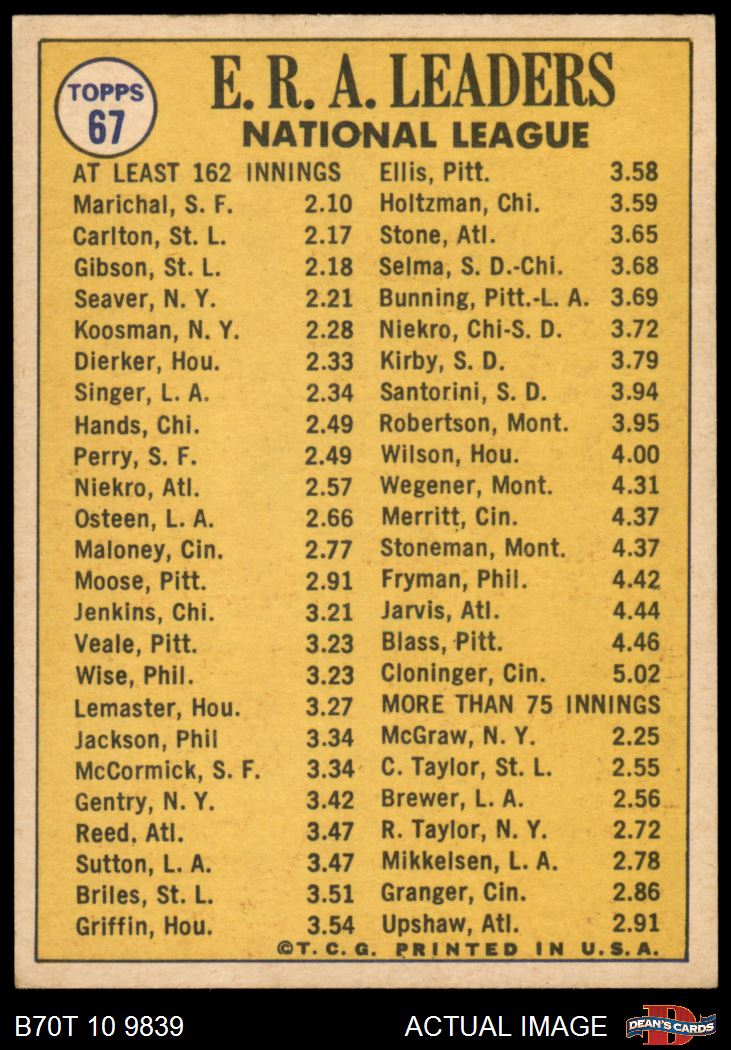 TOPPS
67
E. R. A. LEADERS
NATIONAL LEAGUE
AT LEAST 162 INNINGS
Marichal, S. F. 2.10
Carlton, St. L. 2.17
Gibson, St. L. 2.18
Seaver, N. Y. 2.21
Koosman, N. Y. 2.28
Dierker, Hou. 2.33
Singer, L. A. 2.34
Hands, Chi. 2.49
Perry, S. F. 2.49
Niekro, Atl. 2.57
Osteen, L. A. 2.66
Maloney, Cin. 2.77
Moose, Pitt. 2.91
Jenkins, Chi. 3.21
Veale, Pitt. 3.23
Wise, Phil. 3.23
Lemaster, Hou. 3.27
Jackson, Phil 3.34
McCormick, S. F. 3.34
Gentry, N. Y. 3.42
Reed, Atl. 3.47
Sutton, L. A. 3.47
Briles, St. L. 3.51
Griffin, Hou. 3.54
Ellis, Pitt. 3.58
Holtzman, Chi. 3.59
Stone, Atl. 3.65
Selma, S. D.-Chi. 3.68
Bunning, Pitt.-L. A. 3.69
Niekro, Chi-S. D. 3.72
Kirby, S. D. 3.79
Santorini, S. D. 3.94
Robertson, Mont. 3.95
Wilson, Hou. 4.00
Wegener, Mont. 4.31
Merritt, Cin. 4.37
Stoneman, Mont. 4.37
Fryman, Phil. 4.42
Jarvis, Atl. 4.44
Blass, Pitt. 4.46
Cloninger, Cin. 5.02
MORE THAN 75 INNINGS
McGraw, N. Y. 2.25
C. Taylor, St. L. 2.55
Brewer, L. A. 2.56
R. Taylor, N. Y. 2.72
Mikkelsen, L. A. 2.78
Granger, Cin. 2.86
Upshaw, Atl. 2.91
©T. C. G. PRINTED IN U. S. A.
B70T 10 9839
ACTUAL IMAGE
D
DEAN'S CARDS